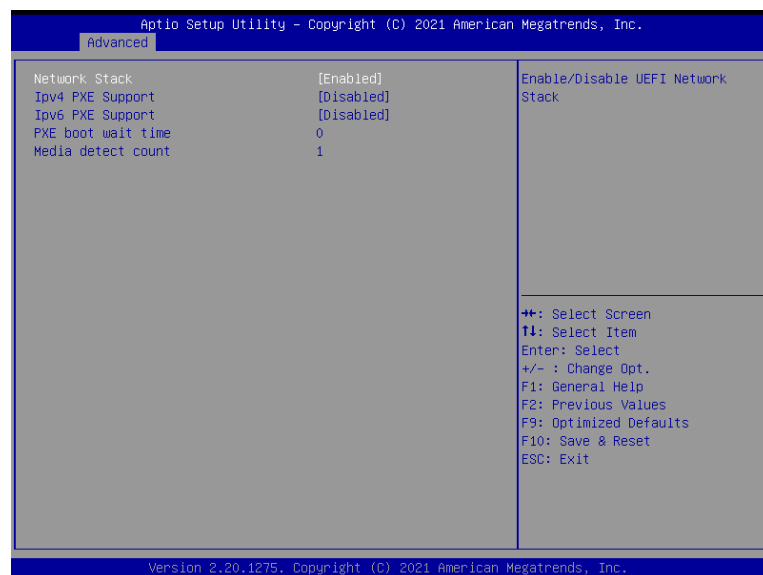 Aptio Setup Utility – Copyright (C) 2021 American Megatrends, Inc.
Advanced
Network Stack [Enabled]
Ipv4 PXE Support [Disabled]
Ipv6 PXE Support [Disabled]
PXE boot wait time 0
Media detect count 1
Enable/Disable UEFI Network
Stack
→←: Select Screen
↑↓: Select Item
Enter: Select
+/- : Change Opt.
F1: General Help
F2: Previous Values
F9: Optimized Defaults
F10: Save & Reset
ESC: Exit
Version 2.20.1275. Copyright (C) 2021 American Megatrends, Inc.